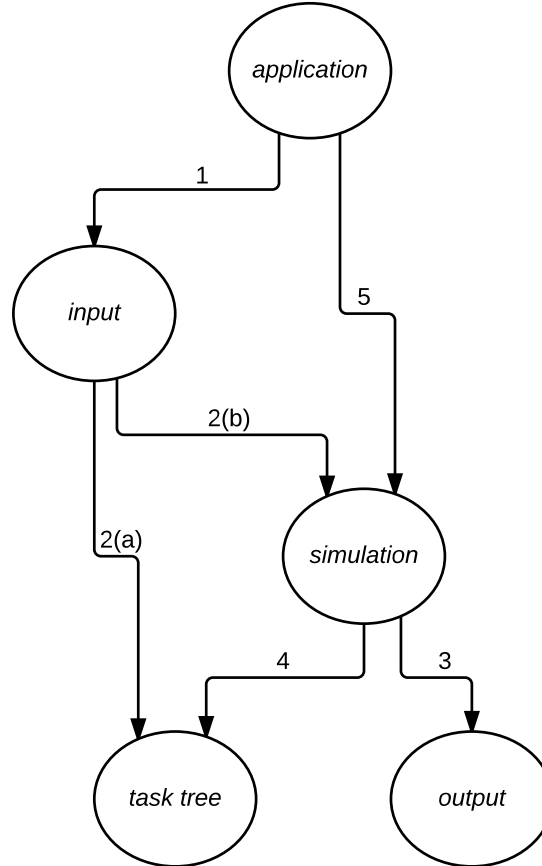 application
1
5
input
2(b)
2(a)
simulation
4
3
task tree
output